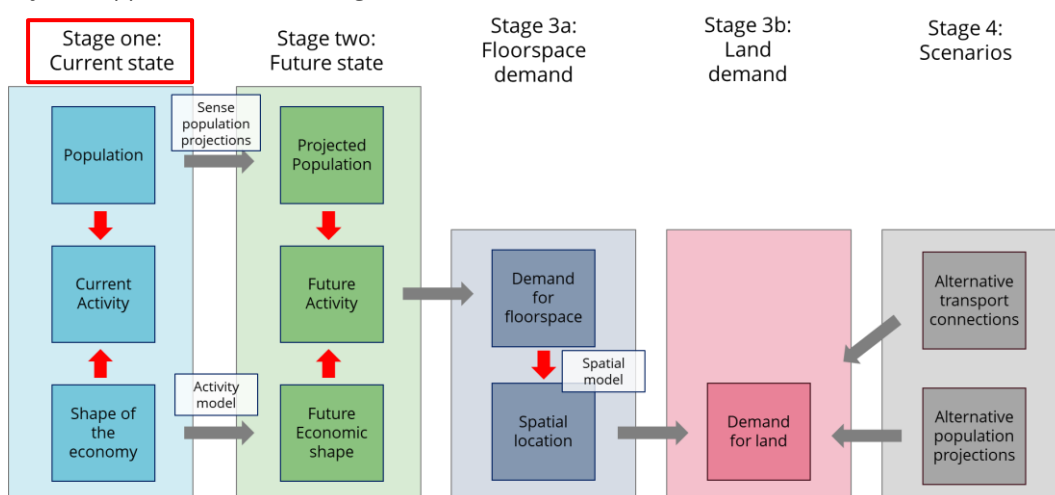 Stage one:
Current state
Stage two:
Future state
Stage 3a:
Floorspace
demand
Stage 3b:
Land
demand
Stage 4:
Scenarios
Population
Sense
population
projections
Projected
Population
Current
Activity
Future
Activity
Demand
for
floorspace
Alternative
transport
connections
Shape of
the
economy
Activity
model
Future
Economic
shape
Spatial
model
Spatial
location
Demand
for land
Alternative
population
projections